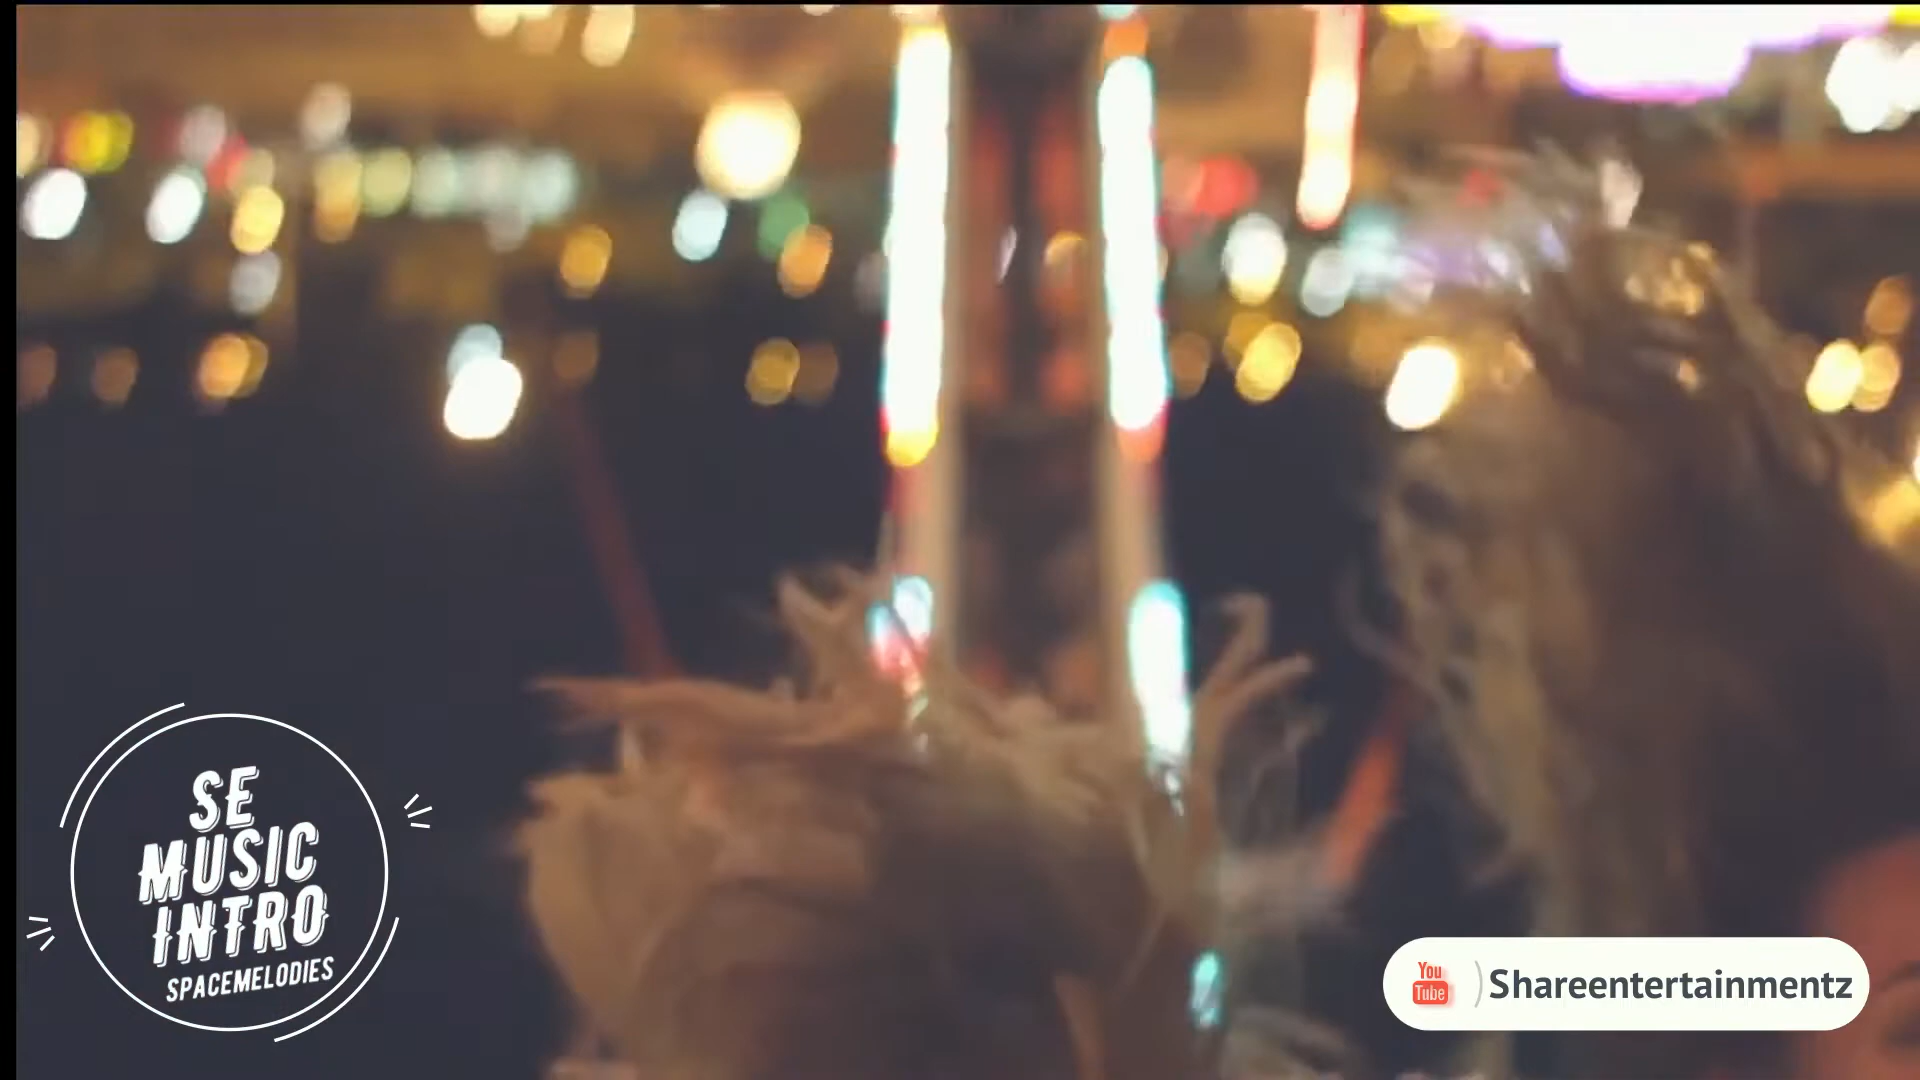 SE
MUSIC
INTRO
SPACEMELODIES
You
Tube
Shareentertainmentz